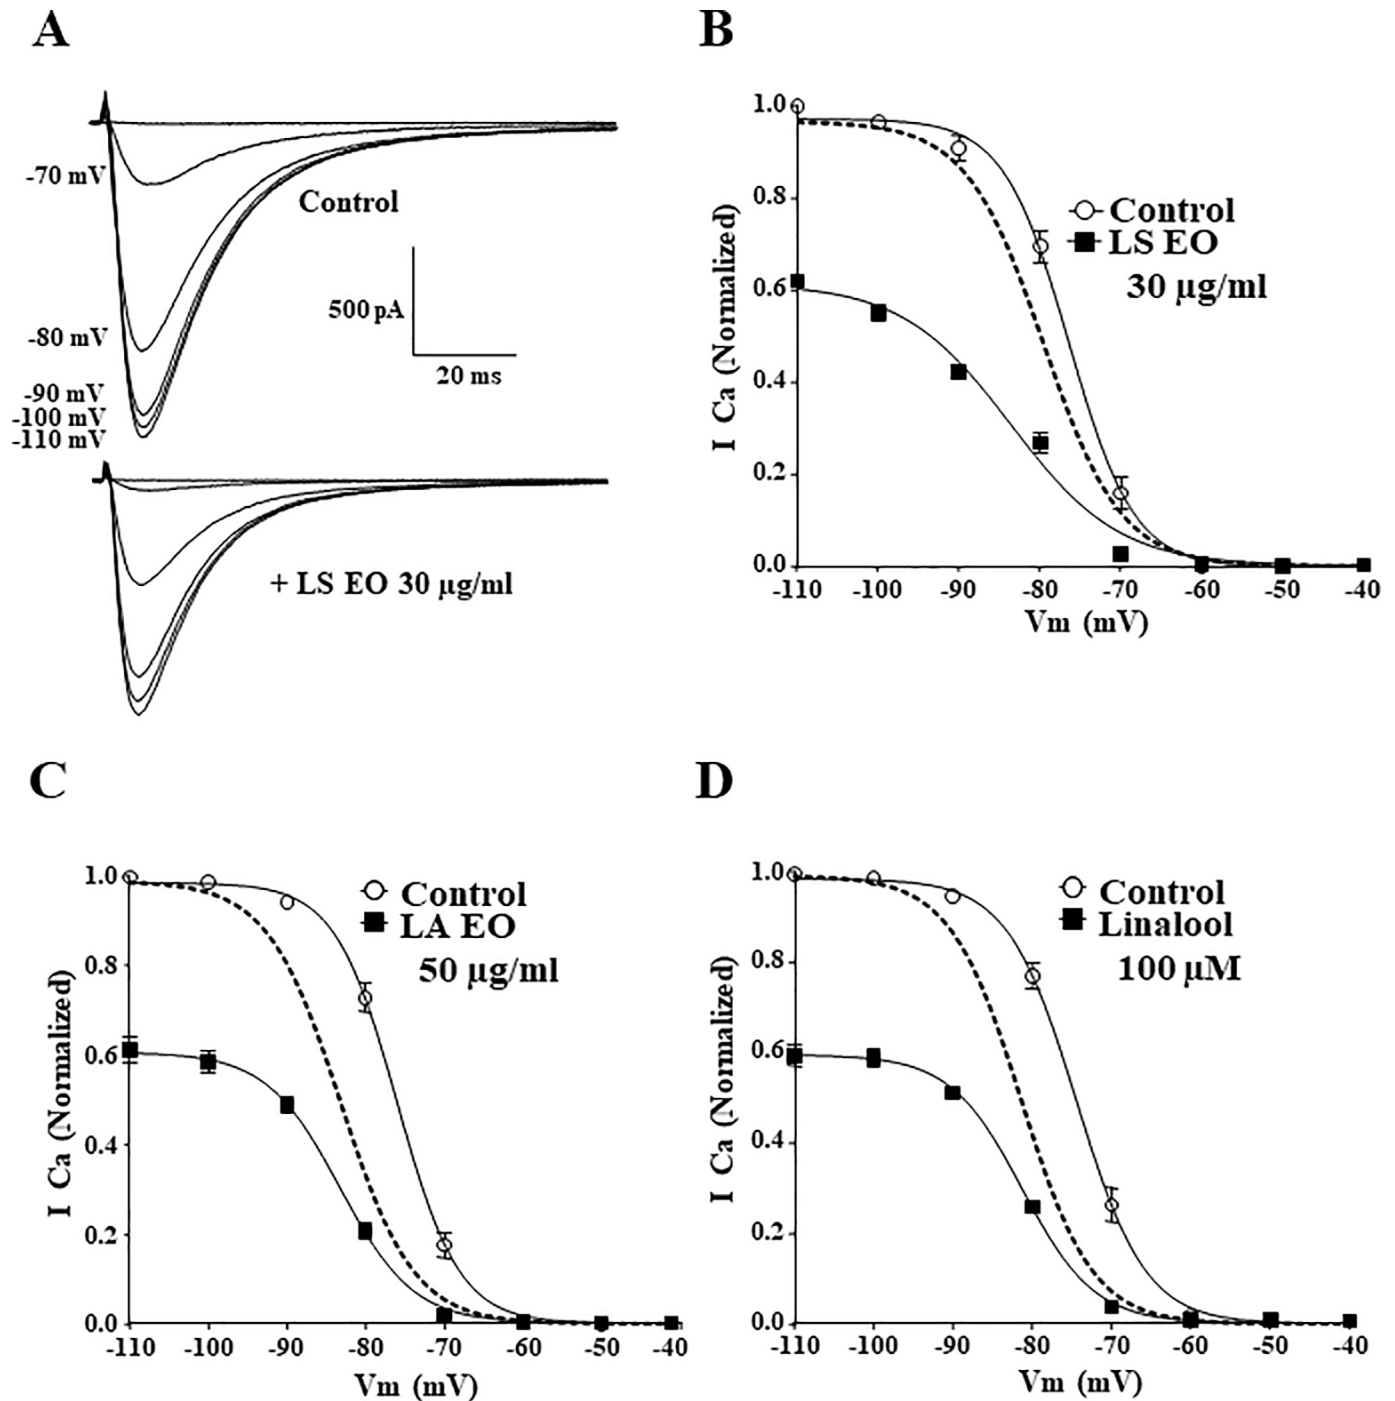 A
-70 mV
Control
500 pA
-80 mV
20 ms
-90 mV
-100 mV
-110 mV
+ LS EO 30 µg/ml
B
1.0
0.8
0.6
0.4
0.2
0.0
I Ca (Normalized)
Control
LS EO
30 µg/ml
-110 -100 -90 -80 -70 -60 -50 -40
Vm (mV)
C
1.0
0.8
0.6
0.4
0.2
0.0
I Ca (Normalized)
Control
LA EO
50 µg/ml
-110 -100 -90 -80 -70 -60 -50 -40
Vm (mV)
D
1.0
0.8
0.6
0.4
0.2
0.0
I Ca (Normalized)
Control
Linalool
100 µM
-110 -100 -90 -80 -70 -60 -50 -40
Vm (mV)